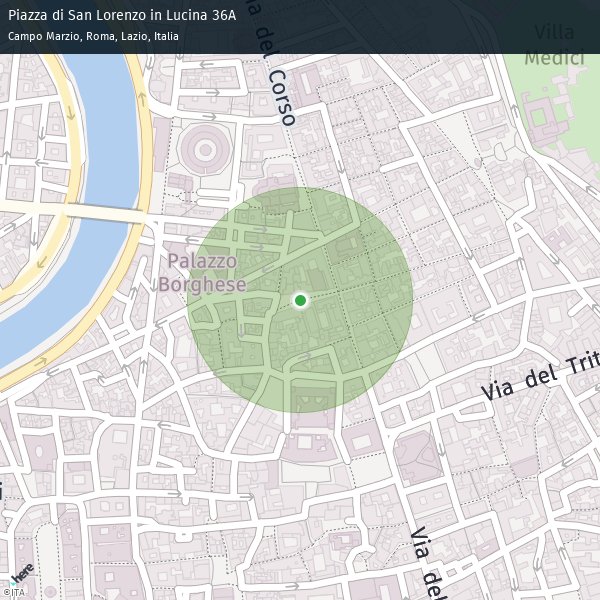 Piazza di San Lorenzo in Lucina 36A
Campo Marzio, Roma, Lazio, Italia
Villa
Medici
del Corso
Palazzo
Borghese
Via del Trit
Via del
here
©ITA